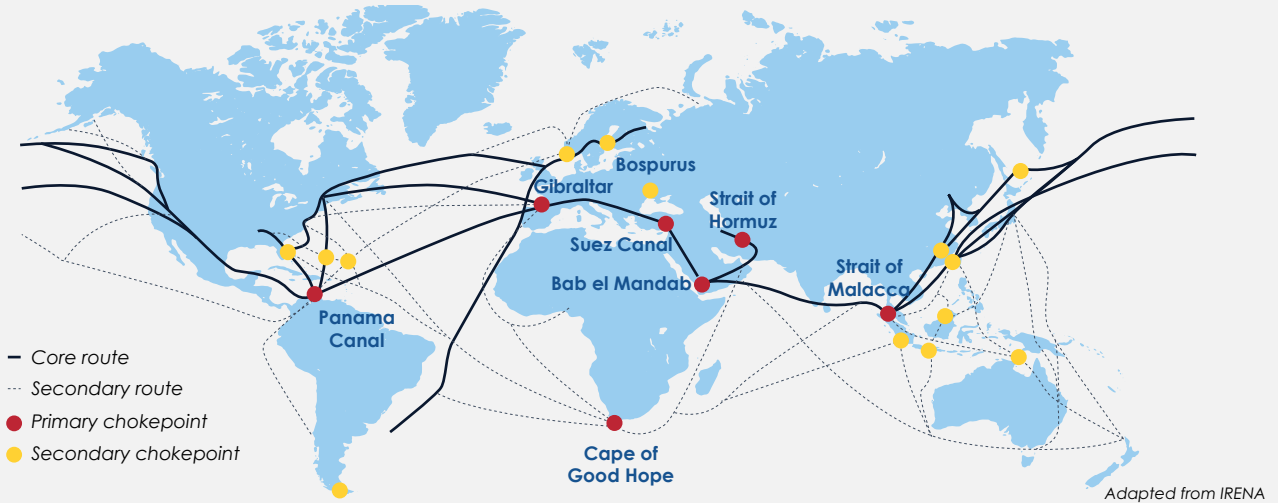 Bospurus
Gibraltar
Strait of
Hormuz
Suez Canal
Bab el Mandab
Strait of
Malacca
Panama
Canal
Core route
Secondary route
Primary chokepoint
Secondary chokepoint
Cape of
Good Hope
Adapted from IRENA